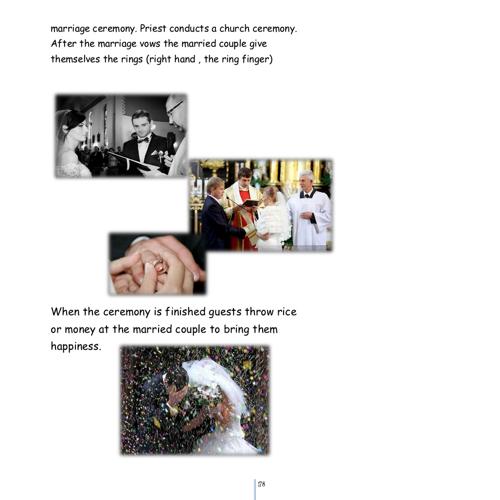 marriage ceremony. Priest conducts a church ceremony.
After the marriage vows the married couple give
themselves the rings (right hand , the ring finger)
When the ceremony is finished guests throw rice
or money at the married couple to bring them
happiness.